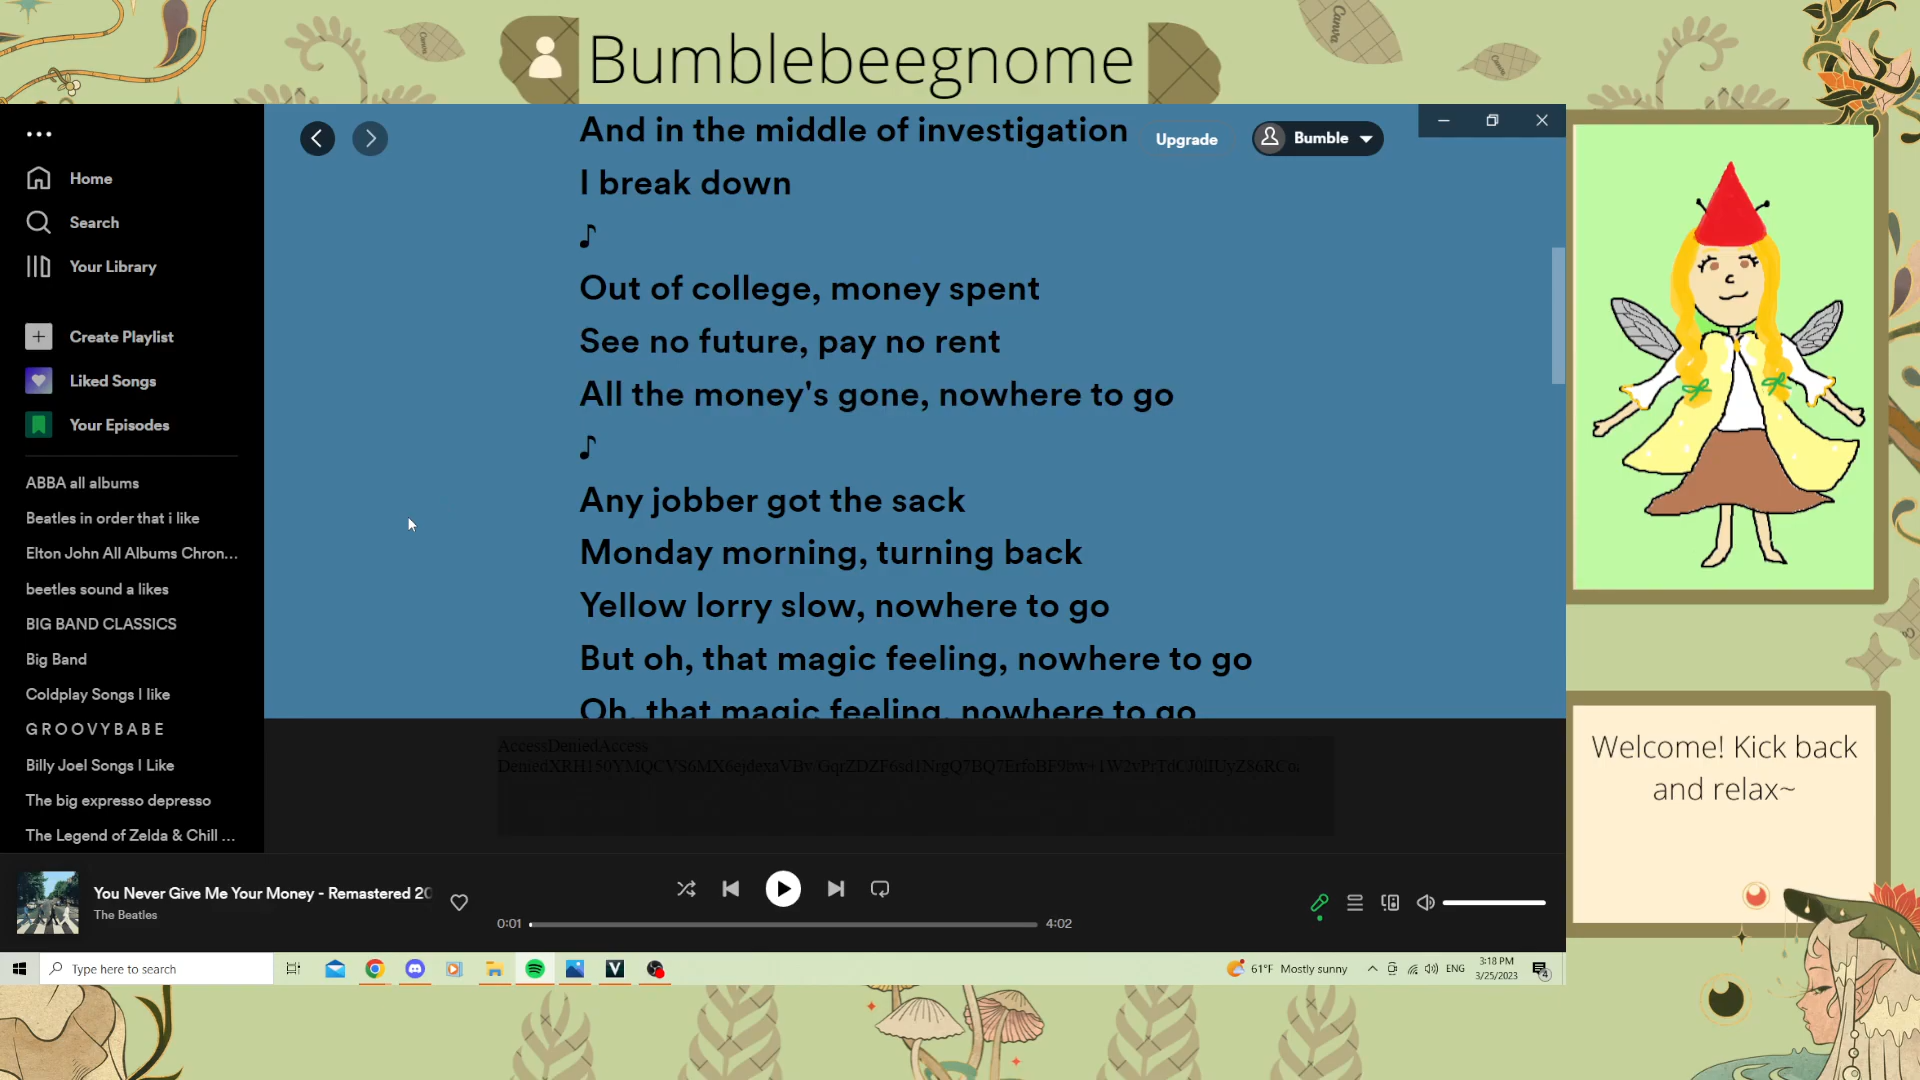 Bumblebeegnome
Canva
Canva
Upgrade
Bumble
Home
Search
Your Library
Create Playlist
Liked Songs
Your Episodes
ABBA all albums
Beatles in order that i like
Elton John All Albums Chron...
beetles sound a likes
BIG BAND CLASSICS
Big Band
Coldplay Songs I like
G R O O V Y B A B E
Billy Joel Songs I Like
The big expresso depresso
The Legend of Zelda & Chill ...
And in the middle of investigation
I break down
♪
Out of college, money spent
See no future, pay no rent
All the money's gone, nowhere to go
♪
Any jobber got the sack
Monday morning, turning back
Yellow lorry slow, nowhere to go
But oh, that magic feeling, nowhere to go
Oh, that magic feeling, nowhere to go
AccessDeniedAccess
Welcome! Kick back
and relax~
You Never Give Me Your Money - Remastered 20
The Beatles
0:01
4:02
Type here to search
61°F Mostly sunny
ENG
3:18 PM
3/25/2023
4